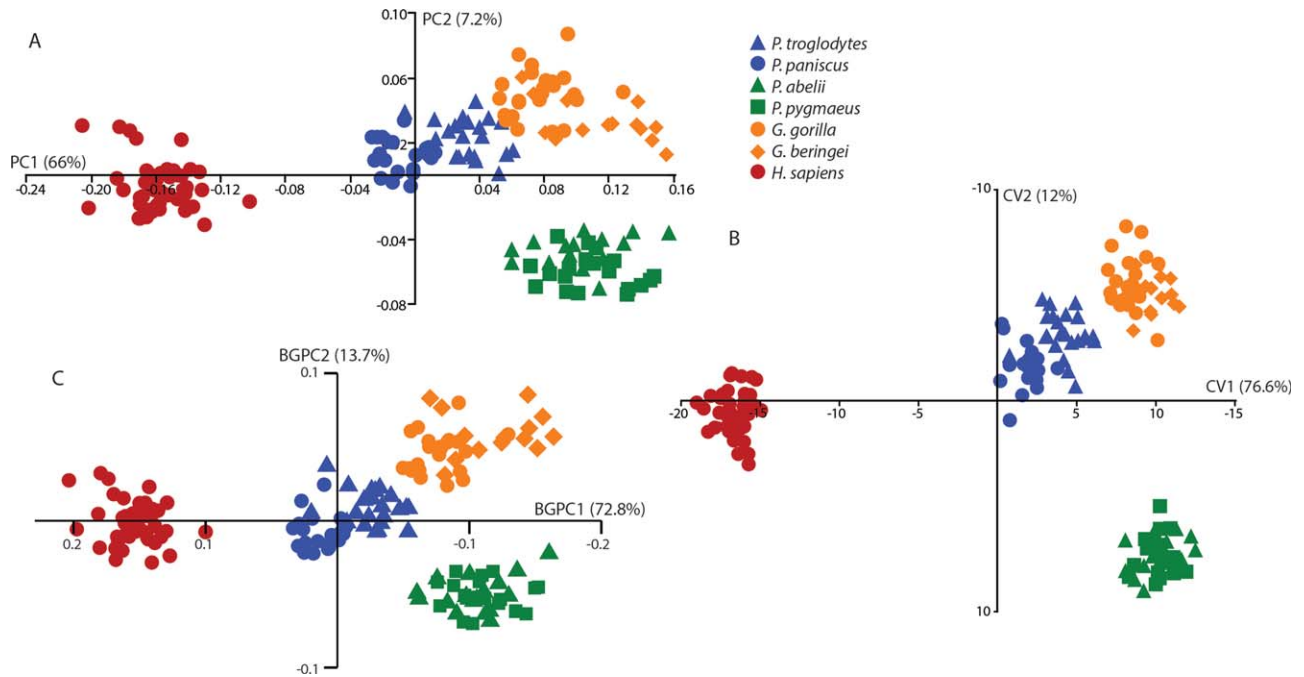 A
0.10
PC2 (7.2%)
0.06
2
PC1 (66%)
-0.24
-0.20
-0.16
-0.12
-0.08
-0.04
0.04
0.08
0.12
0.16
-0.04
-0.08
P. troglodytes
P. paniscus
P. abelii
P. pygmaeus
G. gorilla
G. beringei
H. sapiens
B
-10
CV2 (12%)
CV1 (76.6%)
-20
-15
-10
-5
5
10
-15
10
C
BGPC2 (13.7%)
0.1
BGPC1 (72.8%)
0.2
0.1
-0.1
-0.2
-0.1